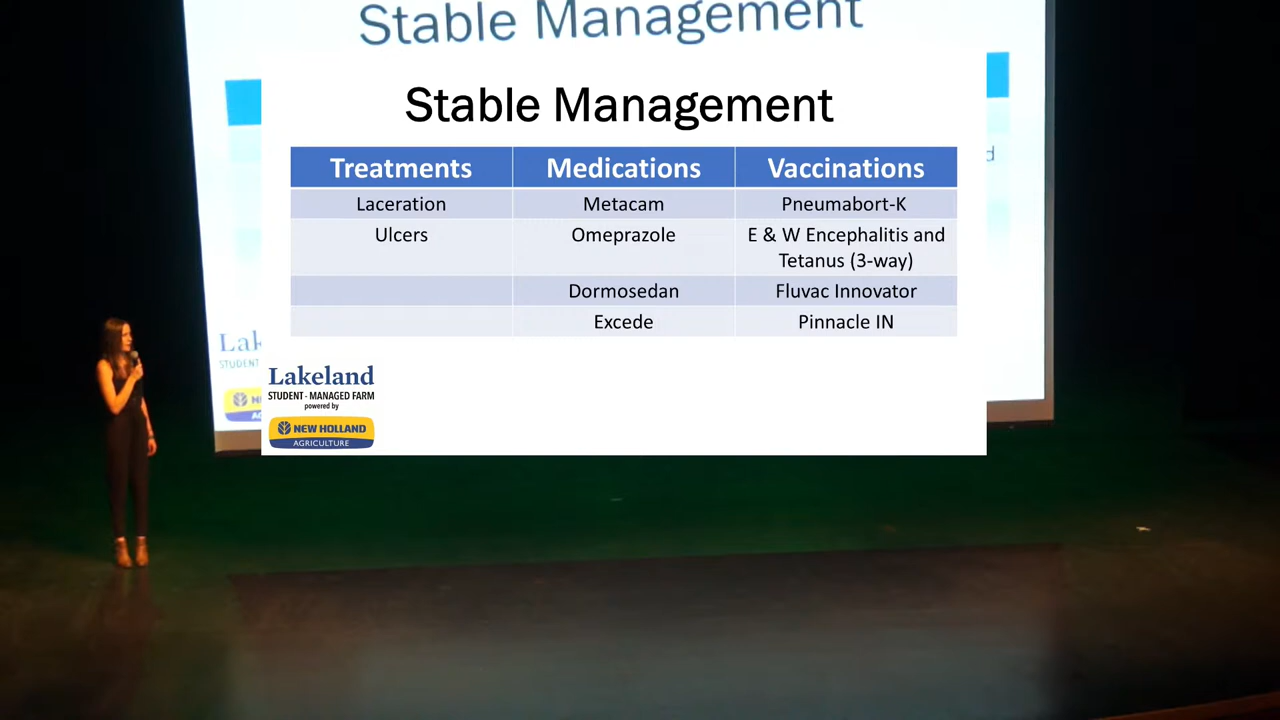 Stable Management
Stable Management
Treatments Medications Vaccinations
Laceration Metacam Pneumabort-K
Ulcers Omeprazole E & W Encephalitis and
Tetanus (3-way)
Dormosedan Fluvac Innovator
Excede Pinnacle IN
Lakeland
STUDENT - MANAGED FARM
powered by
NEW HOLLAND
AGRICULTURE